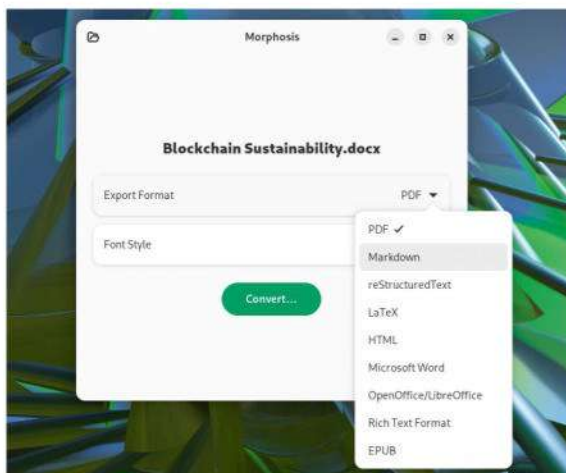 Morphosis
Blockchain Sustainability.docx
Export Format PDF
Font Style
Convert...
PDF
Markdown
reStructuredText
LaTeX
HTML
Microsoft Word
OpenOffice/LibreOffice
Rich Text Format
EPUB